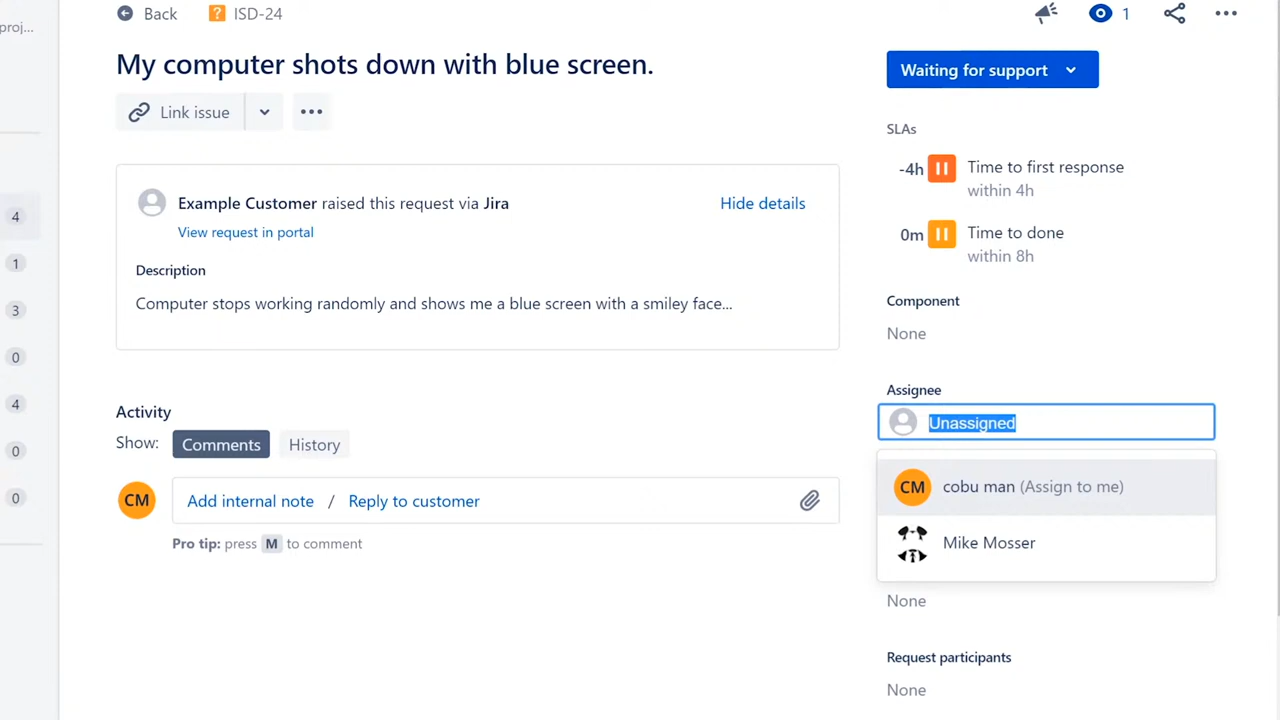 proj...
Back
ISD-24
1
My computer shots down with blue screen.
Waiting for support
Link issue
SLAs
-4h Time to first response
within 4h
Example Customer raised this request via Jira
Hide details
View request in portal
0m Time to done
within 8h
Description
Computer stops working randomly and shows me a blue screen with a smiley face...
Component
None
4
1
3
0
4
0
0
Assignee
Unassigned
CM cobu man (Assign to me)
Mike Mosser
None
Request participants
None
Activity
Show: Comments History
CM Add internal note / Reply to customer
Pro tip: press M to comment